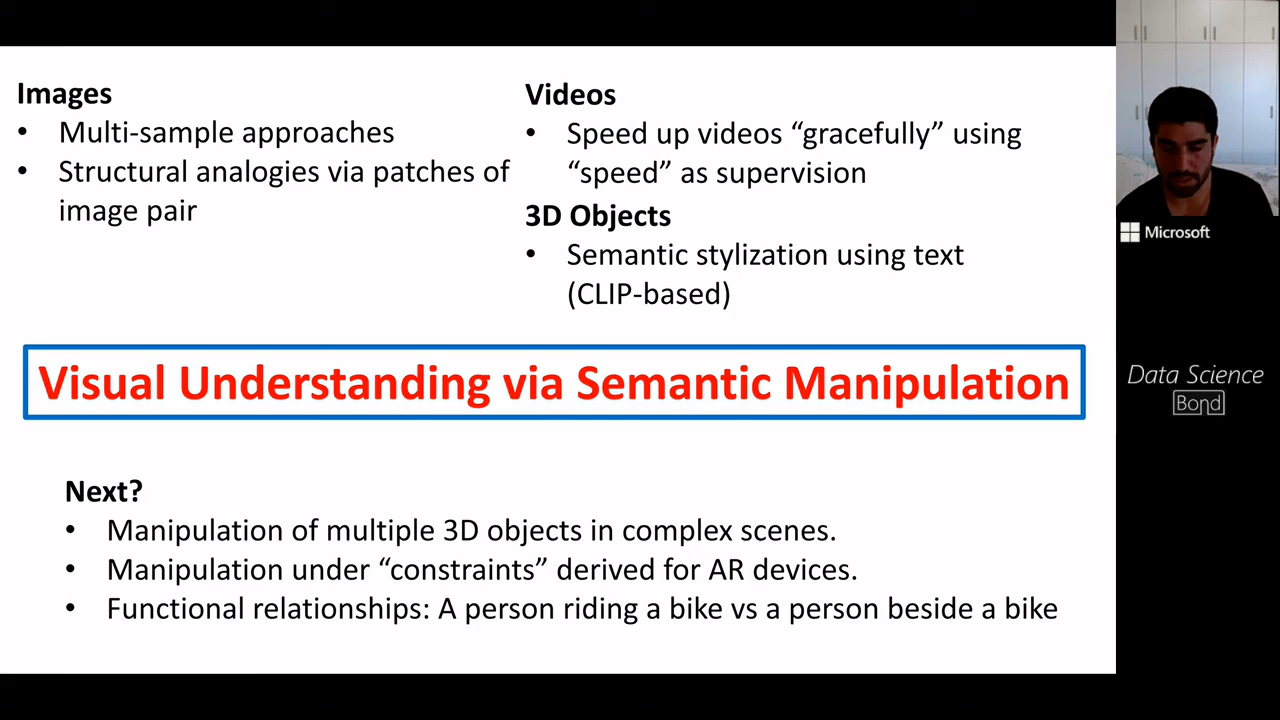 Images
• Multi-sample approaches
• Structural analogies via patches of
image pair
Videos
• Speed up videos “gracefully” using
“speed” as supervision
3D Objects
• Semantic stylization using text
(CLIP-based)
Visual Understanding via Semantic Manipulation
Next?
• Manipulation of multiple 3D objects in complex scenes.
• Manipulation under “constraints” derived for AR devices.
• Functional relationships: A person riding a bike vs a person beside a bike
Microsoft
Data Science
Bond